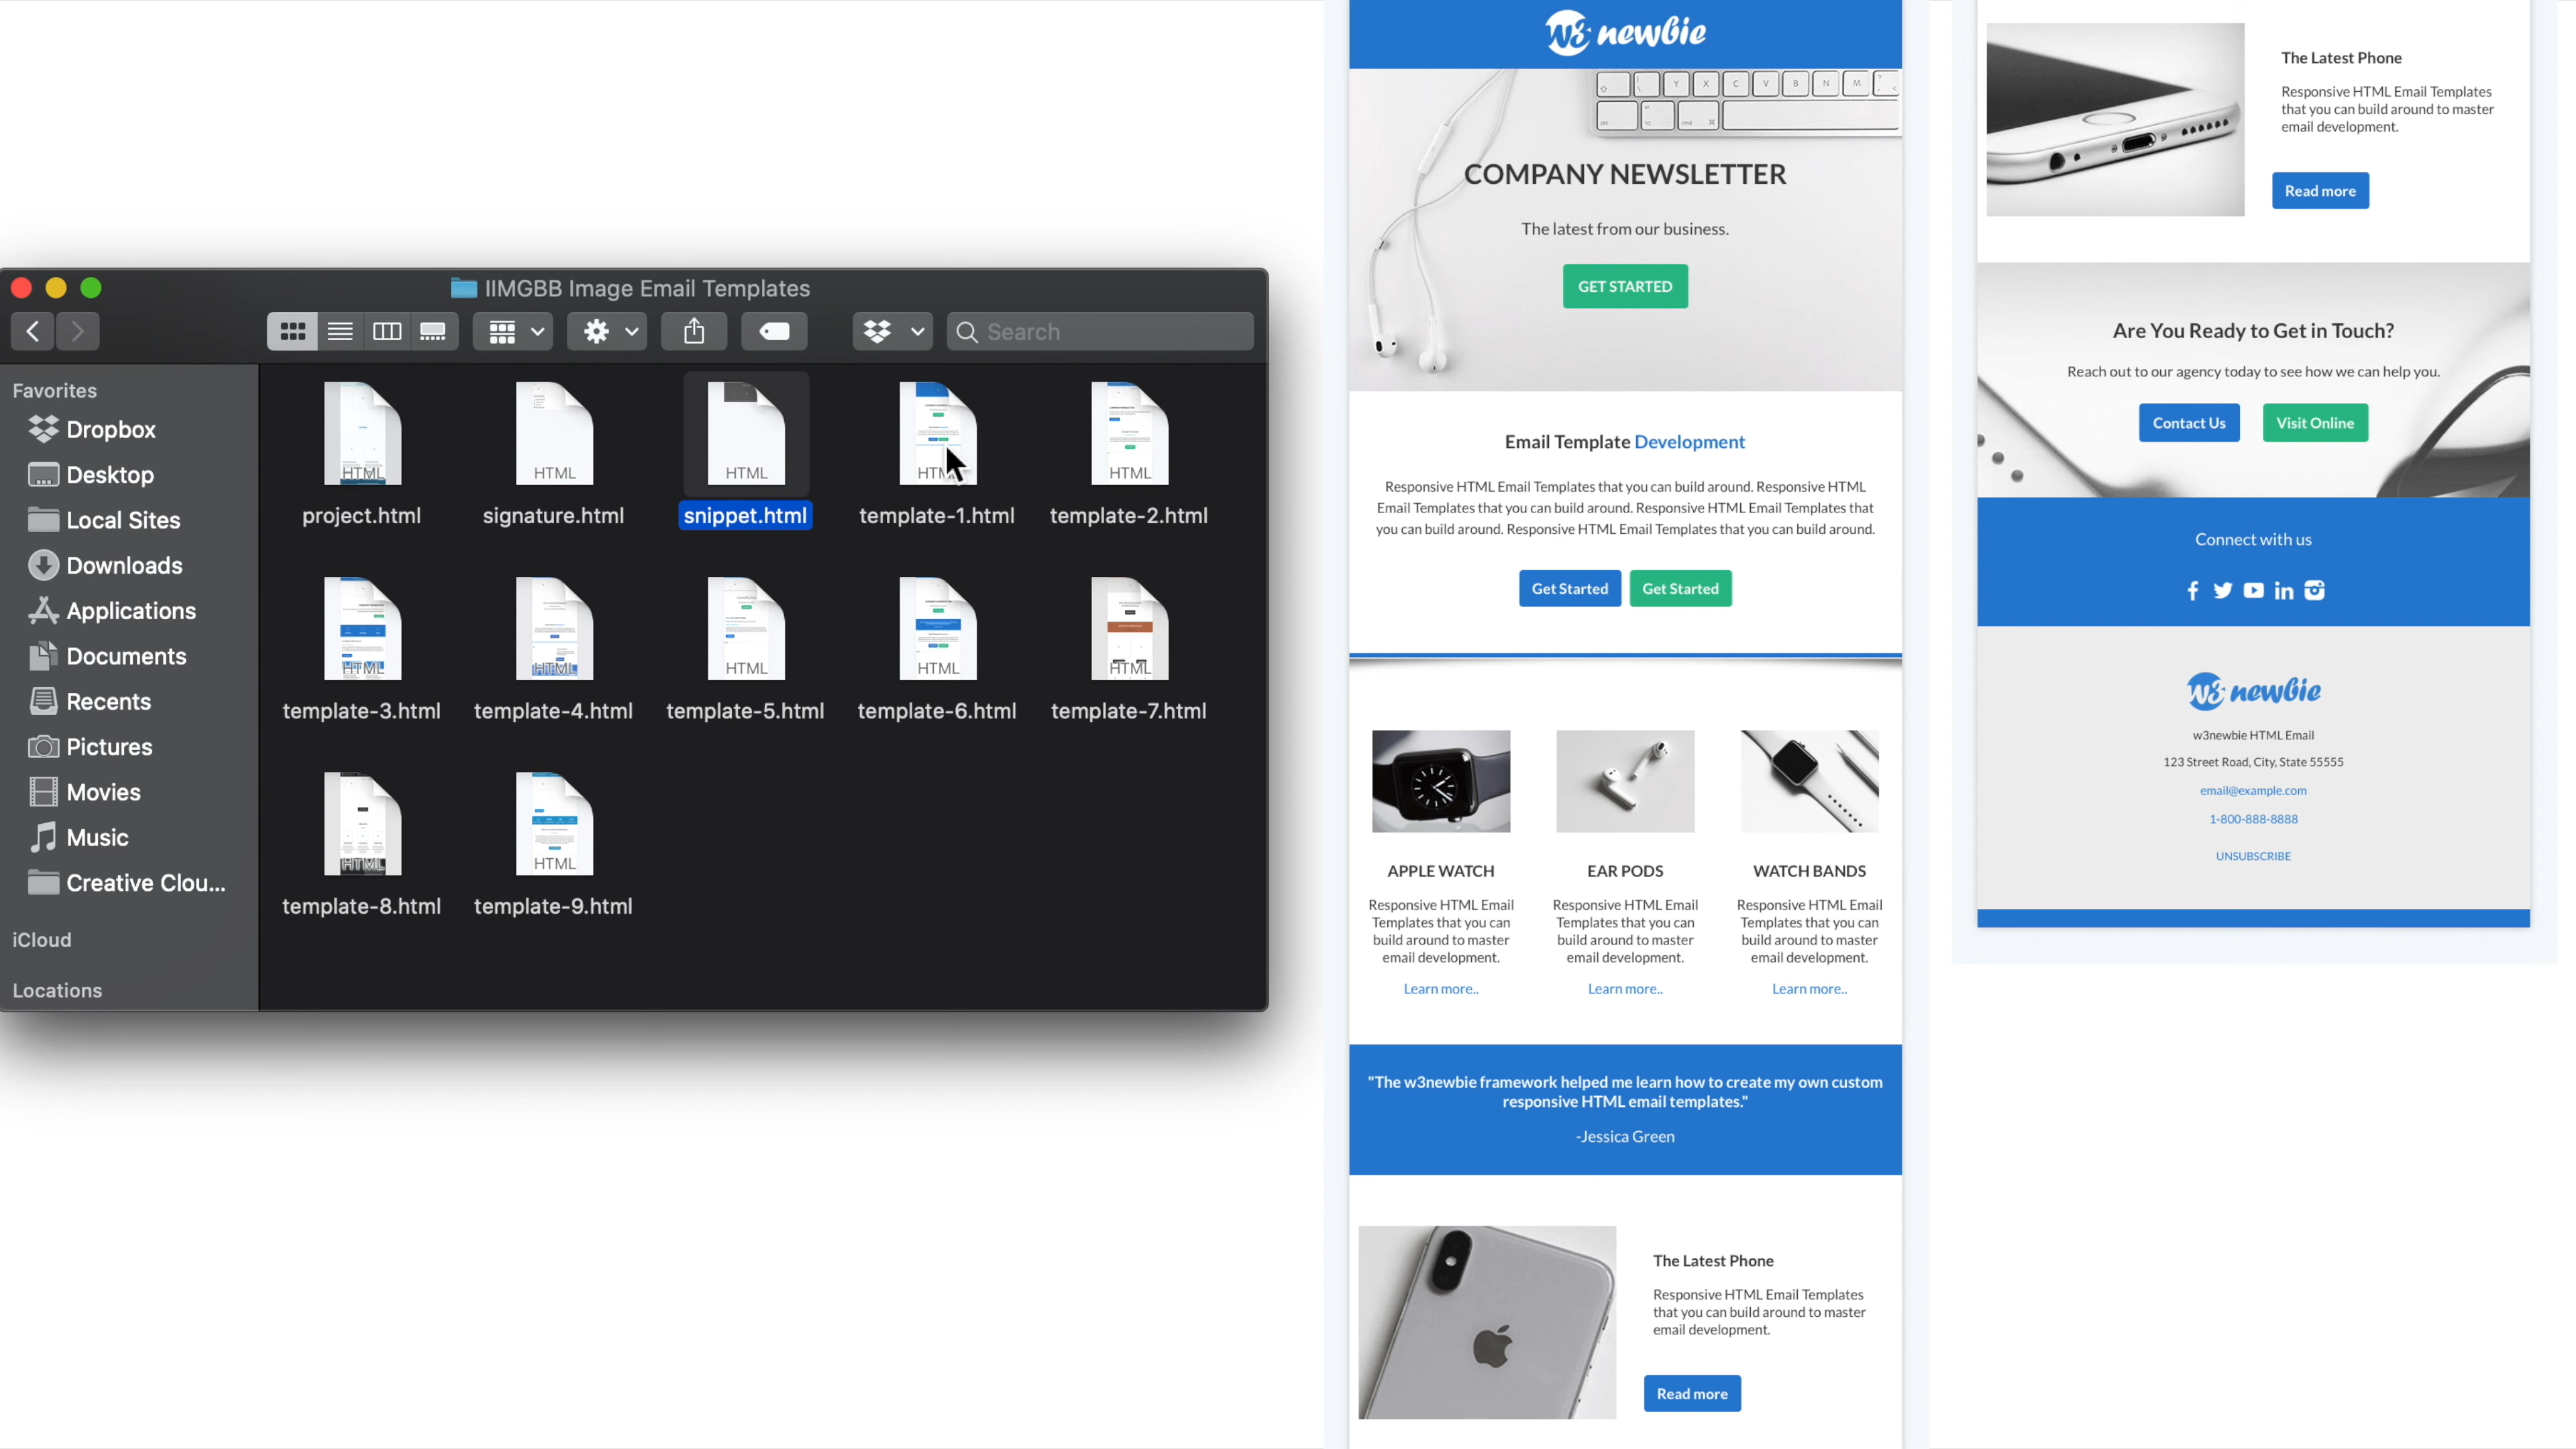 IIMGBB Image Email Templates
Search
Favorites
Dropbox
Desktop
Local Sites
Downloads
Applications
Documents
Recents
Pictures
Movies
Music
Creative Clou...
iCloud
Locations
HTML
HTML
HTML
HTML
HTML
project.html
signature.html
snippet.html
template-1.html
template-2.html
HTML
HTML
HTML
HTML
HTML
template-3.html
template-4.html
template-5.html
template-6.html
template-7.html
HTML
HTML
template-8.html
template-9.html
W3 newbie
Y X C V B N M
COMPANY NEWSLETTER
The latest from our business.
GET STARTED
Email Template Development
Responsive HTML Email Templates that you can build around. Responsive HTML
Email Templates that you can build around. Responsive HTML Email Templates that
you can build around. Responsive HTML Email Templates that you can build around.
Get Started
Get Started
APPLE WATCH
Responsive HTML Email
Templates that you can
build around to master
email development.
Learn more..
EAR PODS
Responsive HTML Email
Templates that you can
build around to master
email development.
Learn more..
WATCH BANDS
Responsive HTML Email
Templates that you can
build around to master
email development.
Learn more..
"The w3newbie framework helped me learn how to create my own custom
responsive HTML email templates."
-Jessica Green
The Latest Phone
Responsive HTML Email Templates
that you can build around to master
email development.
Read more
The Latest Phone
Responsive HTML Email Templates
that you can build around to master
email development.
Read more
Are You Ready to Get in Touch?
Reach out to our agency today to see how we can help you.
Contact Us
Visit Online
Connect with us
W3 newbie
w3newbie HTML Email
123 Street Road, City, State 55555
email@example.com
1-800-888-8888
UNSUBSCRIBE